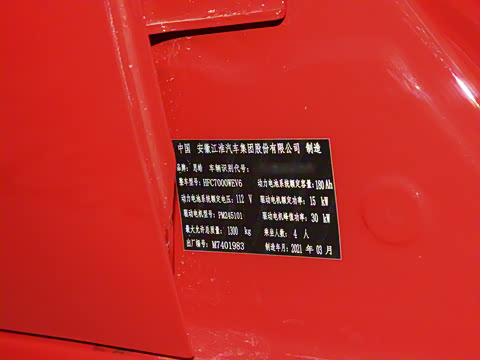 中国 安徽江淮汽车集团股份有限公司 制造
品牌: 思皓 车辆识别代号:
整车型号: HFC7000WEV6 动力电池系统额定容量: 180 Ah
动力电池系统额定电压: 112 V 驱动电机额定功率: 15 kW
驱动电机型号: PM245101 驱动电机峰值功率: 30 kW
最大允许总质量: 1300 kg 乘坐人数: 4 人
出厂编号: M7401983 制造年月: 2021 年 03 月